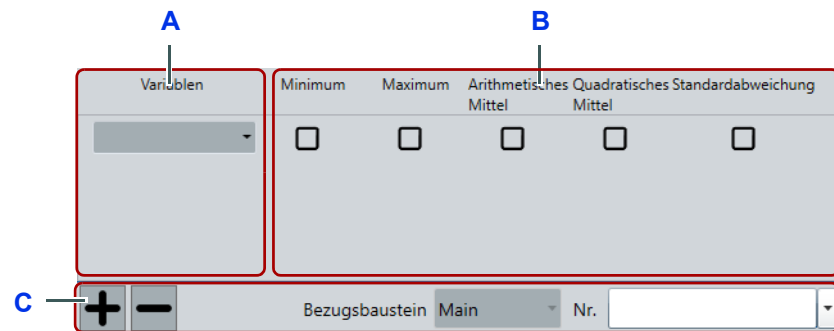 A B
Variablen Minimum Maximum Arithmetisches Quadratisches Standardabweichung
Mittel Mittel
C Bezugsbaustein Main Nr.